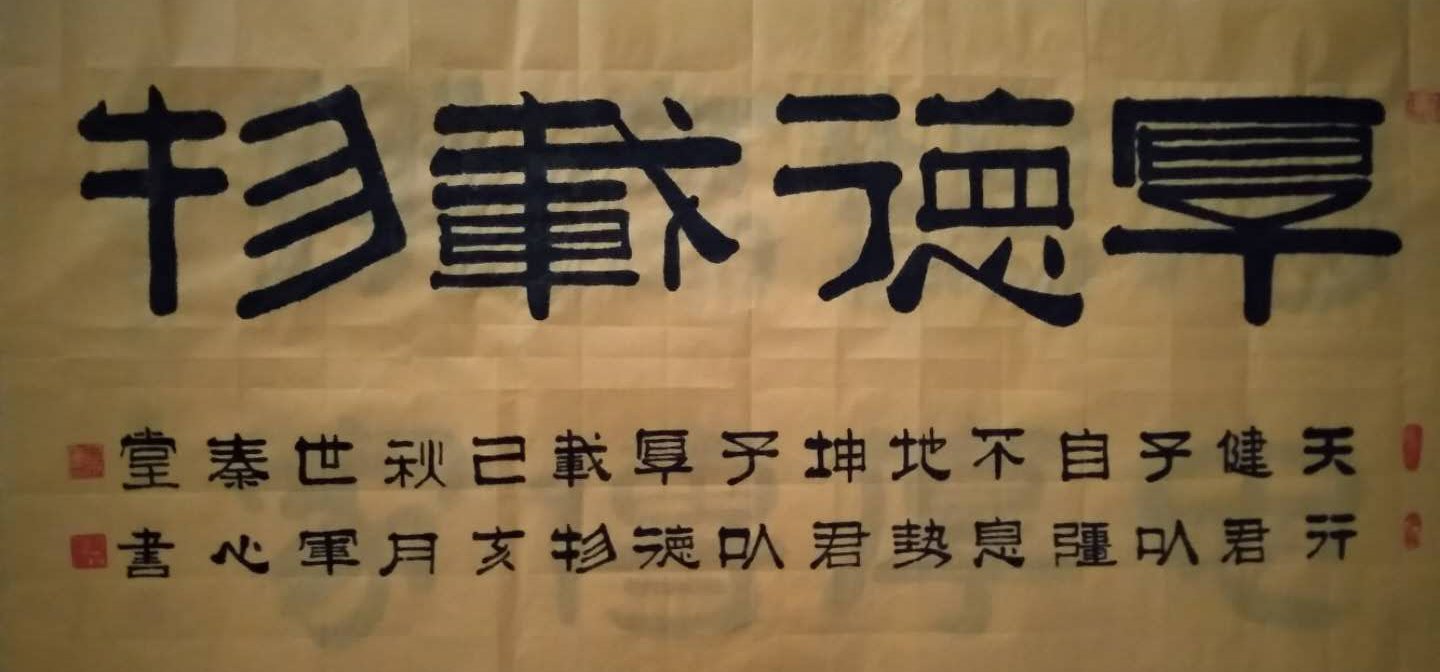 厚德載物
天行
健君
子以
自彊
不息
地勢
坤君
子以
厚德
載物
己亥
秋月
世軍
秦心
堂書